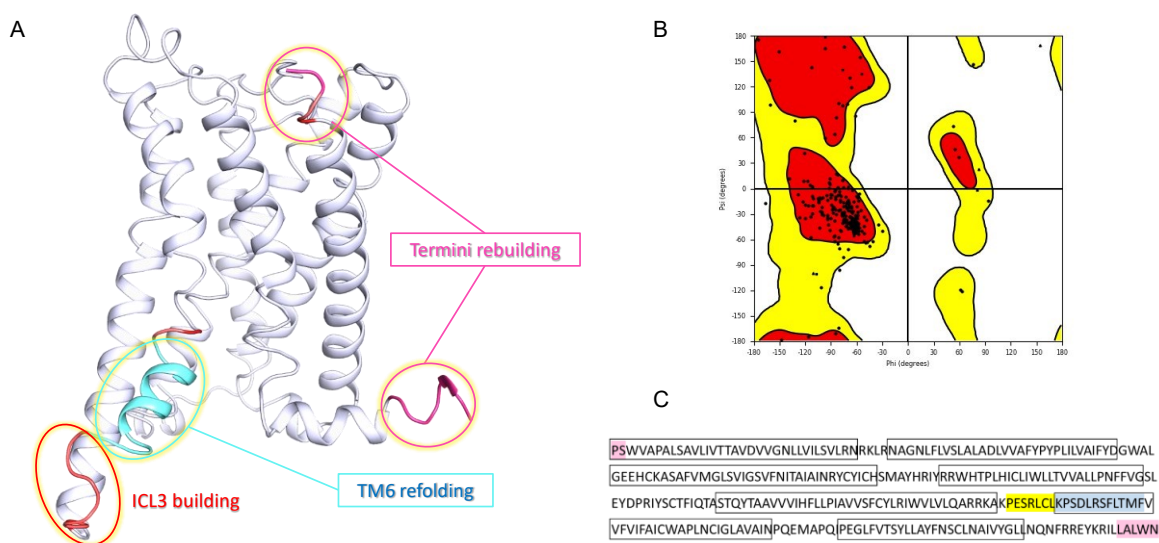 A
B
C
Termini rebuilding
TM6 refolding
ICL3 building
180
150
120
90
60
30
0
-30
-60
-90
-120
-150
-180
Psi (degrees)
-180 -150 -120 -90 -60 -30 0 30 60 90 120 150 180
Phi (degrees)
PSWVAPALSAVLIVTTAVDVVGNLLVILSVLRNRKLRNAGNLFLVSLALADLVVAFYPYPLILVAIFYDGWAL
GEEHCKASAFVMGLSVIGSVFNITAIAINRYCYICHSMAYHRIYRRWHTPLHICLIWLLTVVALLPNFFVGSL
EYDPRIYSCTFIQTASTQYTAAVVVIHFLLPIAVVSFCYLRIWVLVLQARRKAKPESRLCLKPSDLRSFLTMFV
VFVIFAICWAPLNCIGLAVAINPQEMAPQIPEGLFVTSYLLAYFNSCLNAIVYGLLNQNFRREYKRILLALWN